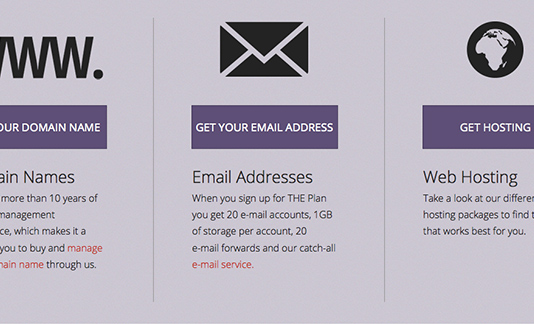 WWW.
OUR DOMAIN NAME
ain Names
more than 10 years of
management
ce, which makes it a
you to buy and manage
main name through us.
GET YOUR EMAIL ADDRESS
Email Addresses
When you sign up for THE Plan
you get 20 e-mail accounts, 1GB
of storage per account, 20
e-mail forwards and our catch-all
e-mail service.
GET HOSTING
Web Hosting
Take a look at our differen
hosting packages to find t
that works best for you.